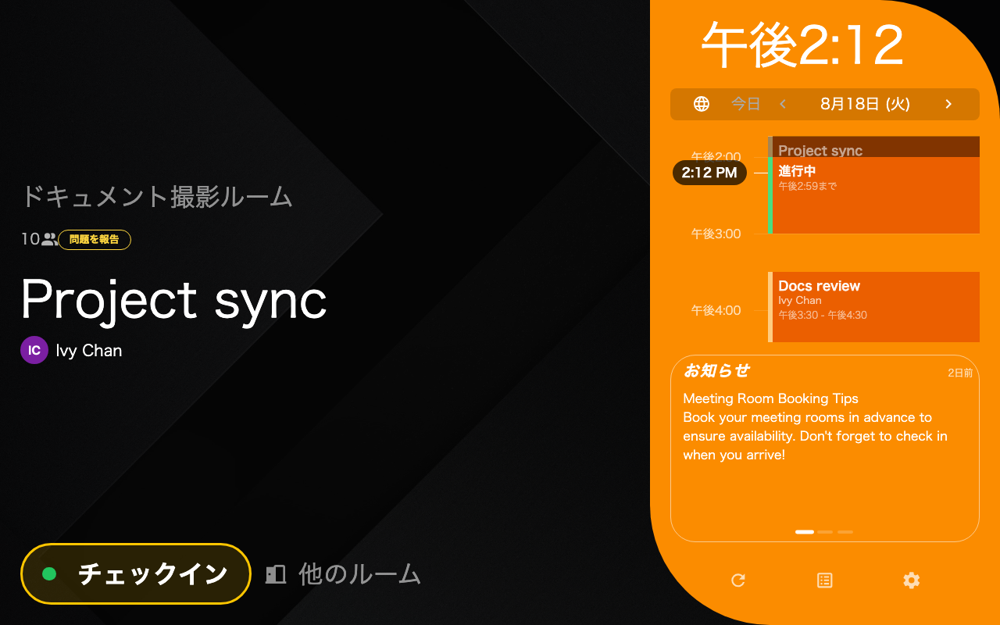 午後2:12
今日
8月18日 (火)
ドキュメント撮影ルーム
10
問題を報告
Project sync
IC
Ivy Chan
チェックイン
他のルーム
午後2:00
2:12 PM
Project sync
進行中
午後2:59まで
午後3:00
Docs review
Ivy Chan
午後3:30 - 午後4:30
午後4:00
お知らせ
2日前
Meeting Room Booking Tips
Book your meeting rooms in advance to
ensure availability. Don't forget to check in
when you arrive!